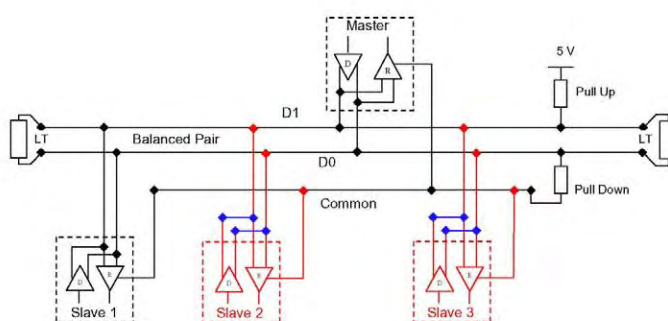 Master
D
R
5 V
Pull Up
D1
LT
Balanced Pair
LT
D0
Common
Pull Down
D
R
D
R
D
R
Slave 1
Slave 2
Slave 3